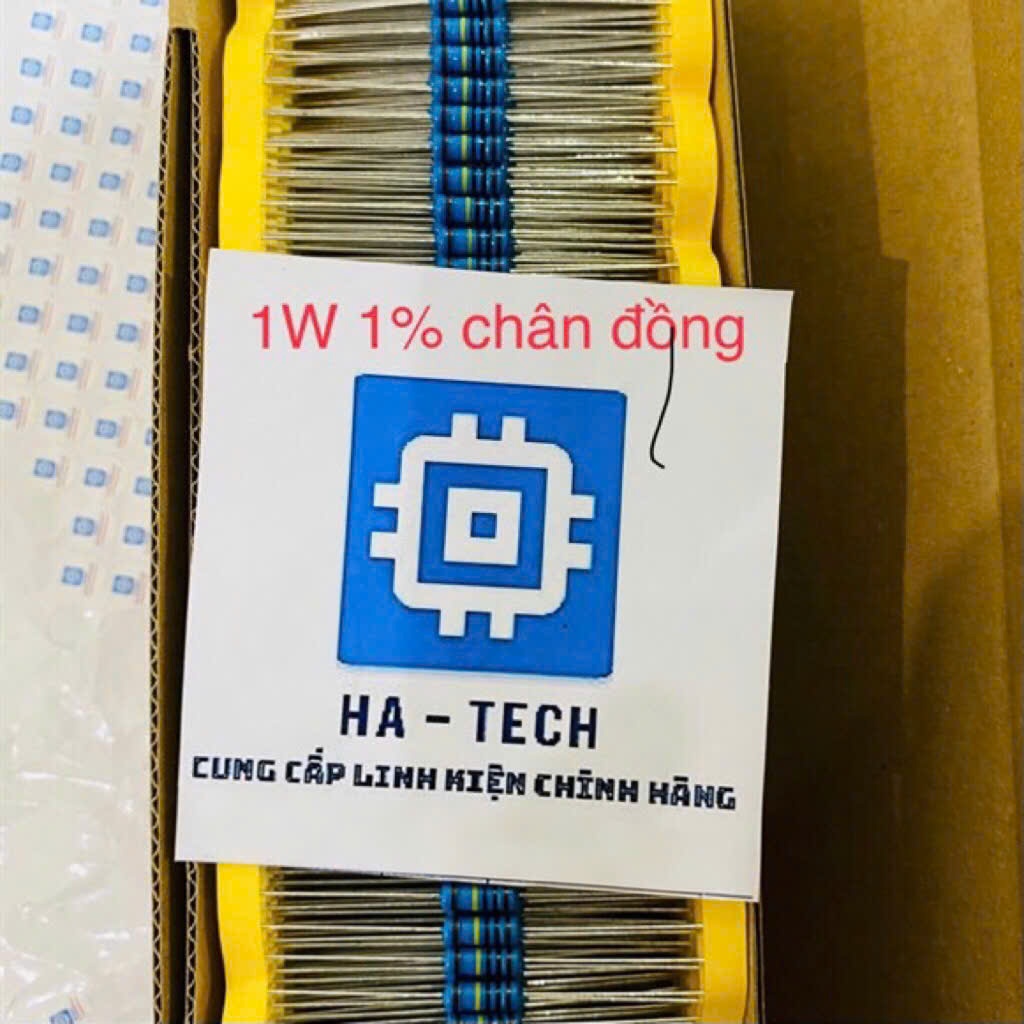 1W 1% chân đồng
HA - TECH
CUNG CẤP LINH KIỆN CHÍNH HÃNG